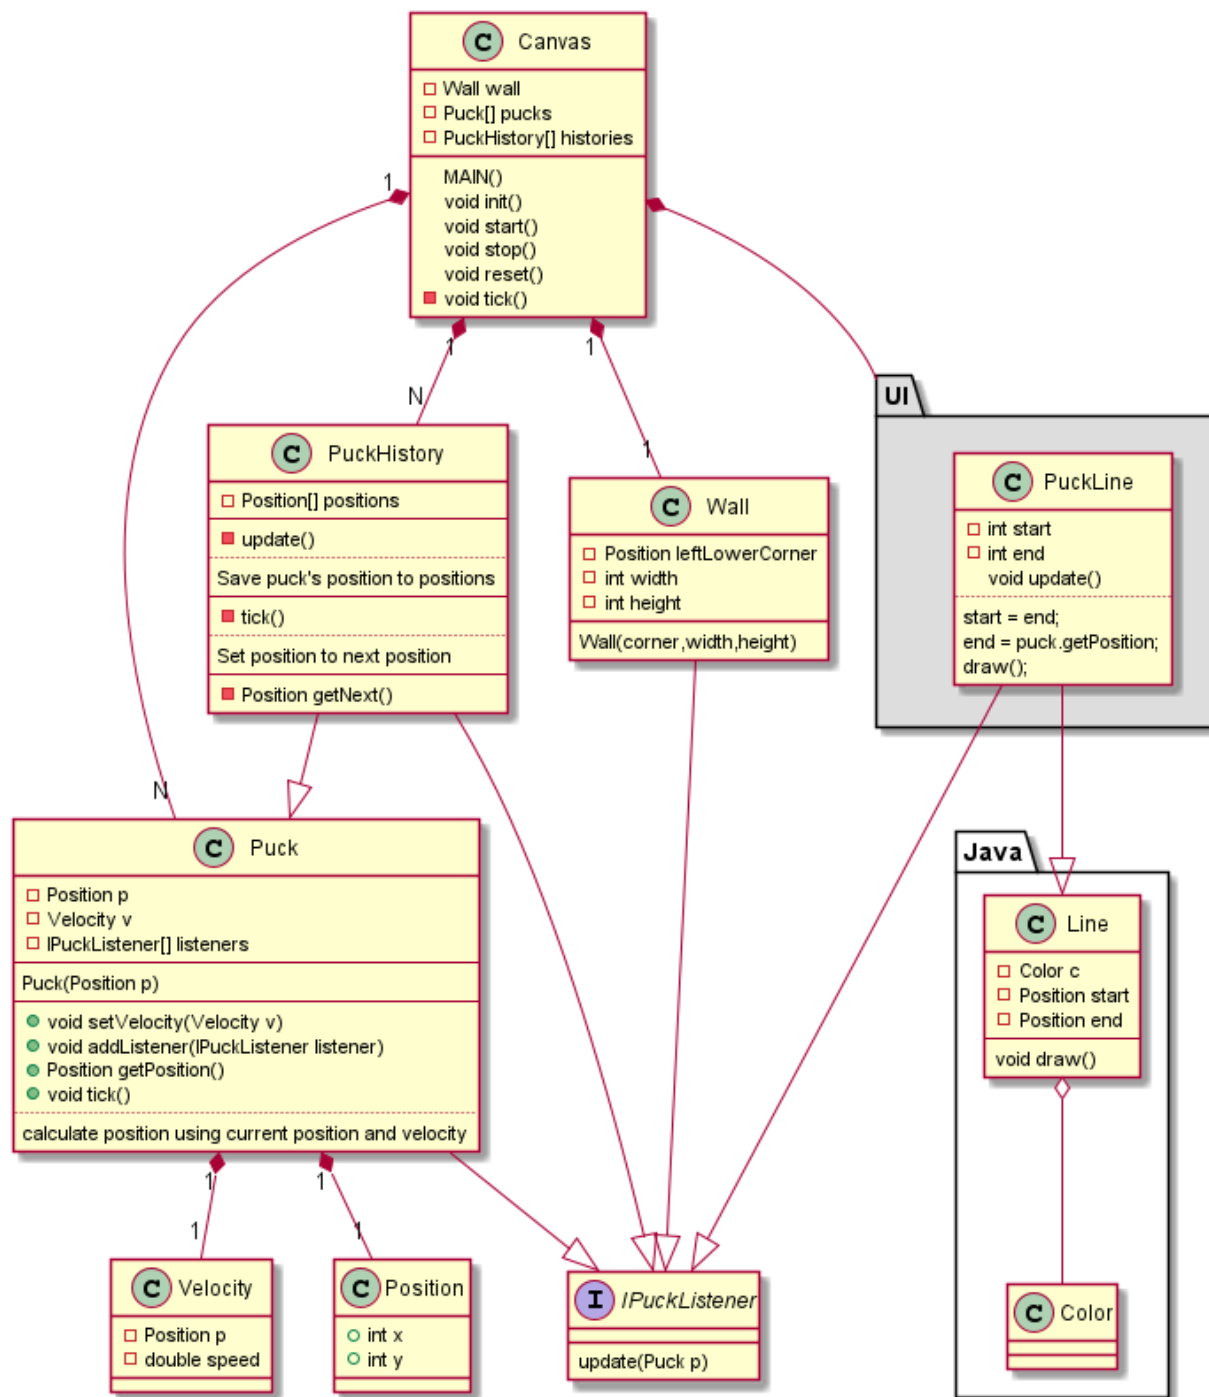 C Canvas
Wall wall
Puck[] pucks
PuckHistory[] histories
MAIN()
void init()
void start()
void stop()
void reset()
void tick()
1
1
1
N
1
UI
C PuckHistory
Position[] positions
update()
Save puck's position to positions
tick()
Set position to next position
Position getNext()
C Wall
Position leftLowerCorner
int width
int height
Wall(corner,width,height)
C PuckLine
int start
int end
void update()
start = end;
end = puck.getPosition;
draw();
N
C Puck
Position p
Velocity v
IPuckListener[] listeners
Puck(Position p)
void setVelocity(Velocity v)
void addListener(IPuckListener listener)
Position getPosition()
void tick()
calculate position using current position and velocity
Java
C Line
Color c
Position start
Position end
void draw()
1
1
1
1
C Velocity
Position p
double speed
C Position
int x
int y
I IPuckListener
update(Puck p)
C Color